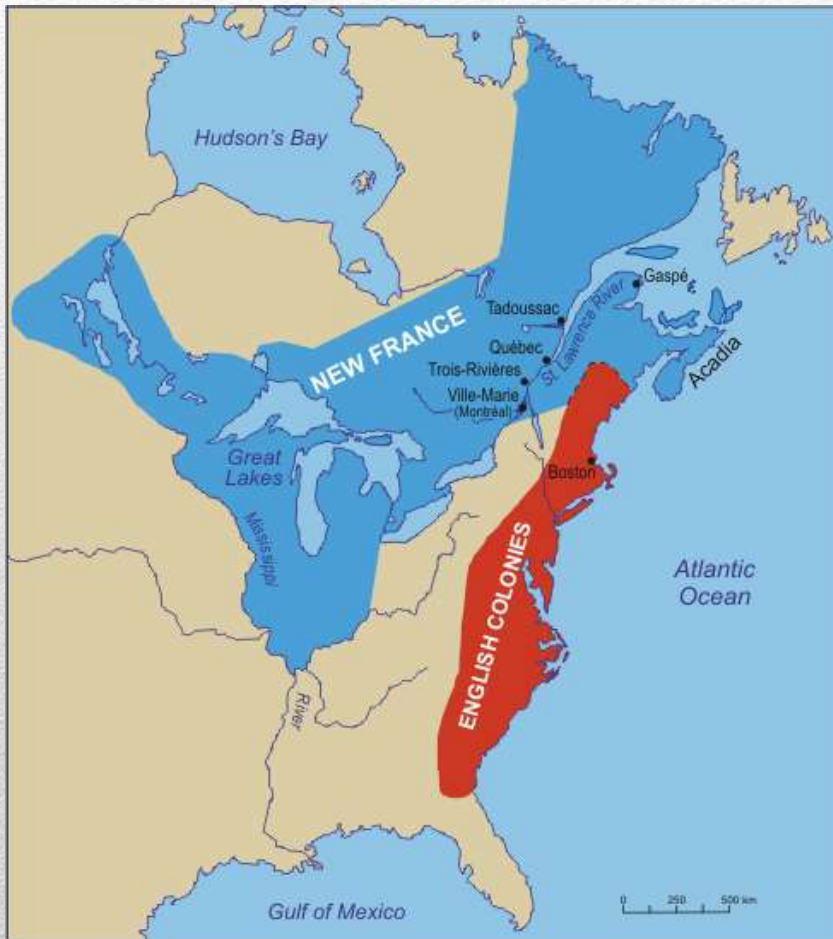 Hudson's Bay
Gaspé
Tadoussac
St Lawrence River
NEW FRANCE
Québec
Acadia
Trois-Rivières
Ville-Marie
(Montréal)
Great
Lakes
Boston
Mississippi
ENGLISH COLONIES
Atlantic
Ocean
River
Gulf of Mexico
0 250 500 km